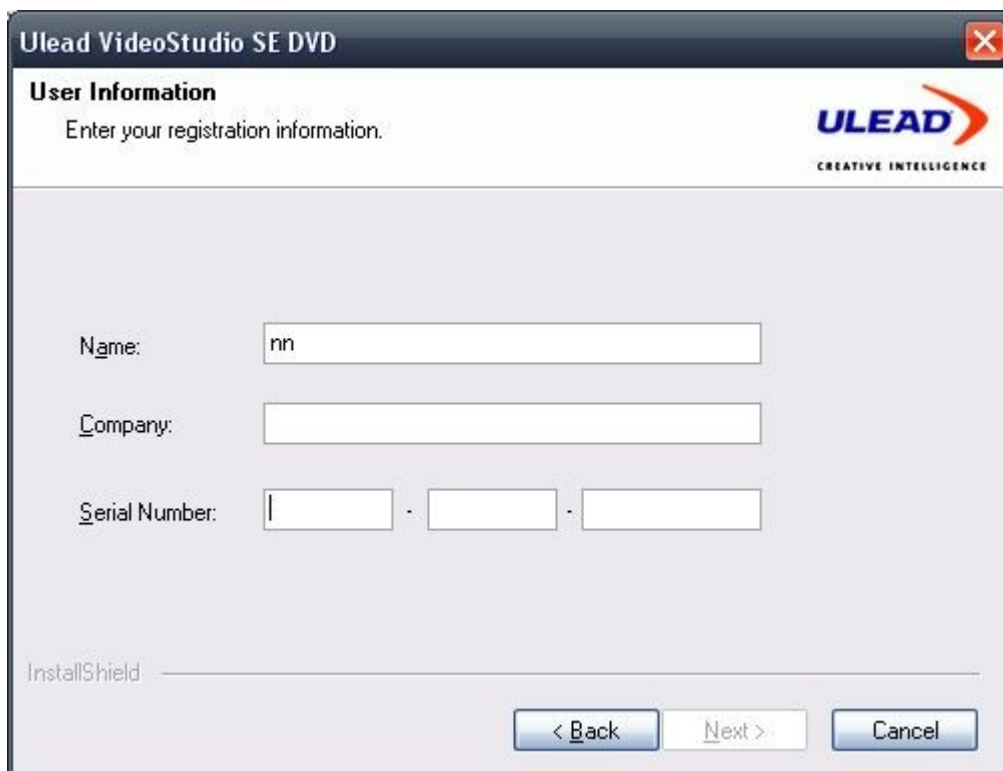 Ulead VideoStudio SE DVD
User Information
Enter your registration information.
ULEAD
CREATIVE INTELLIGENCE
Name: nn
Company:
Serial Number: - -
InstallShield
< Back Next > Cancel